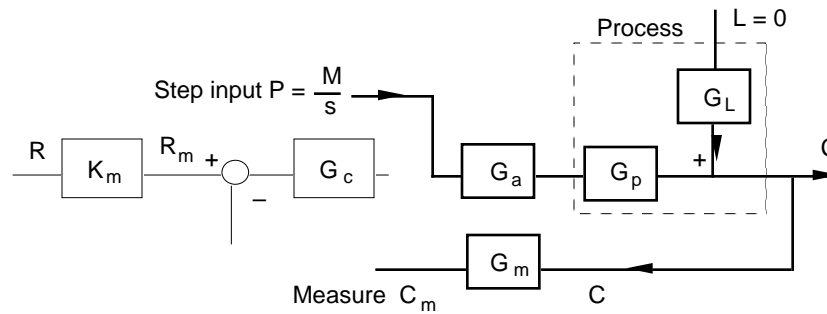 L = 0
Process
Step input P = M
s
G_L
R
K_m
R_m
+
−
G_c
G_a
G_p
+
C
G_m
Measure C_m
C